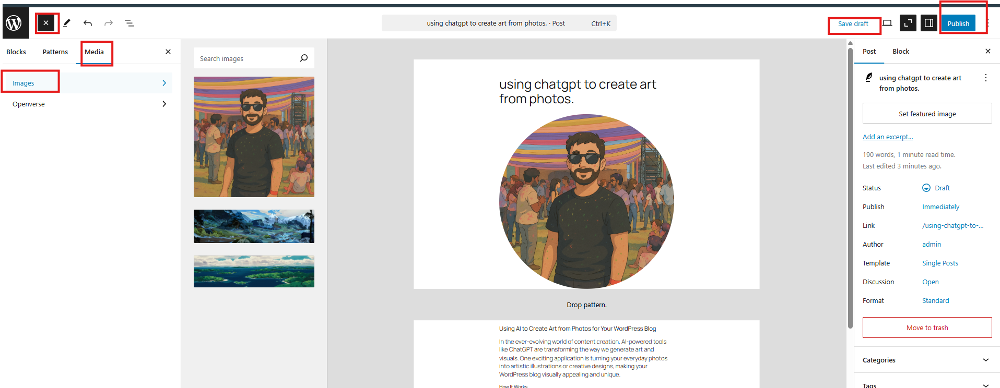 using chatgpt to create art from photos. · Post
Ctrl+K
Save draft
Publish
Blocks
Patterns
Media
Images
Openverse
Search images
using chatgpt to create art
from photos.
Drop pattern.
Using AI to Create Art from Photos for Your WordPress Blog
In the ever-evolving world of content creation, AI-powered tools
like ChatGPT are transforming the way we generate art and
visuals. One exciting application is turning your everyday photos
into artistic illustrations or creative designs, making your
WordPress blog visually appealing and unique.
How It Works
Post
Block
using chatgpt to create art
from photos.
Set featured image
Add an excerpt...
190 words, 1 minute read time.
Last edited 3 minutes ago.
Status Draft
Publish Immediately
Link /using-chatgpt-to-...
Author admin
Template Single Posts
Discussion Open
Format Standard
Move to trash
Categories
Tags